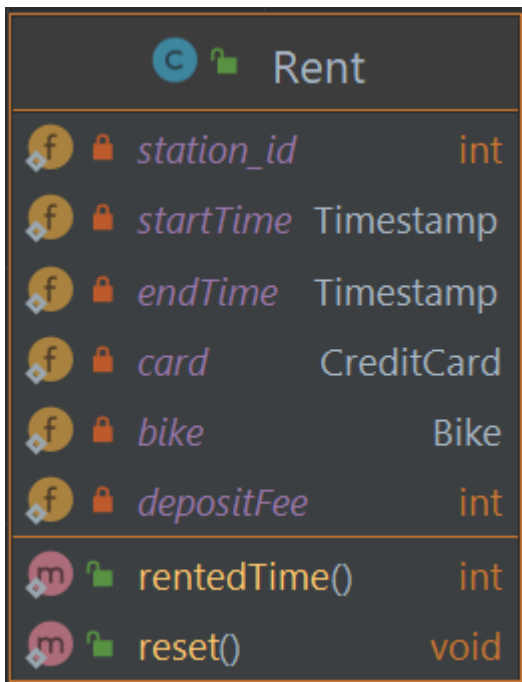 C Rent
f station_id int
f startTime Timestamp
f endTime Timestamp
f card CreditCard
f bike Bike
f depositFee int
m rentedTime() int
m reset() void